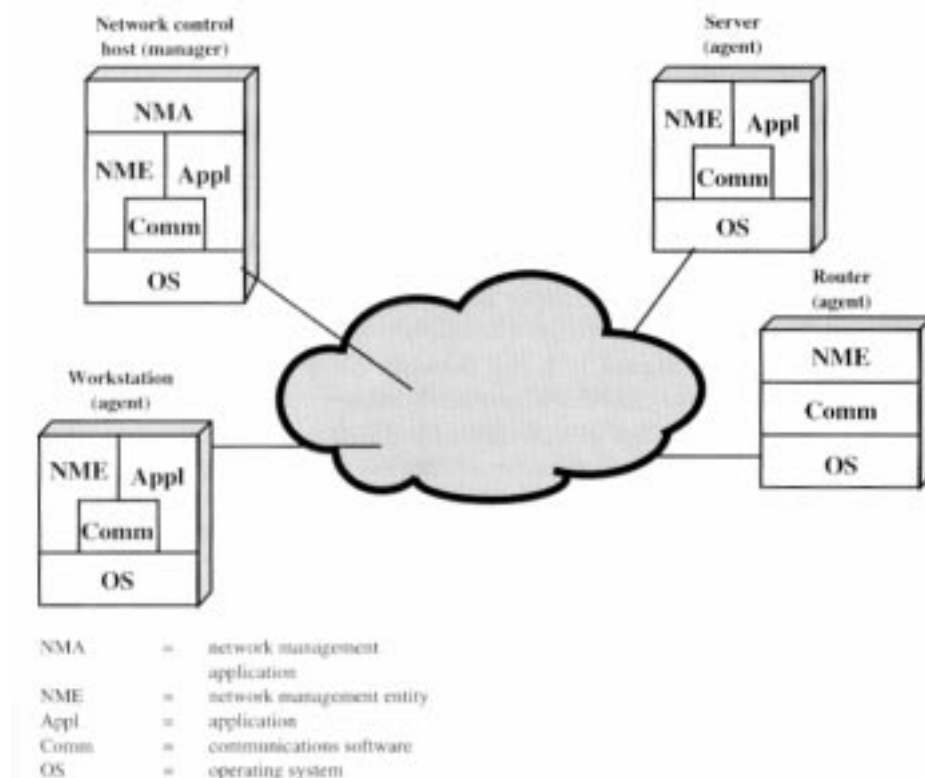 Network control
host (manager)
NMA
NME
Appl
Comm
OS
Server
(agent)
NME
Appl
Comm
OS
Router
(agent)
NME
Comm
OS
Workstation
(agent)
NME
Appl
Comm
OS
NMA = network management
application
NME = network management entity
Appl = application
Comm = communications software
OS = operating system